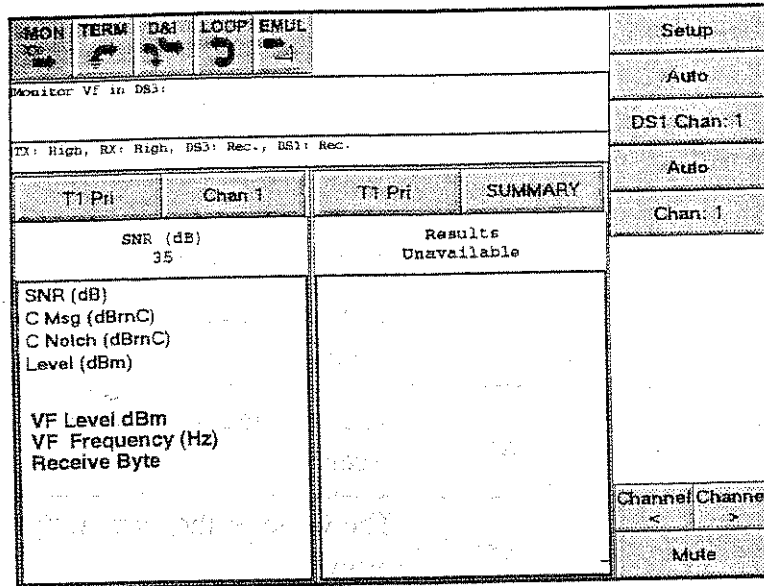 MON TERM D&I LOOP EMUL
Monitor Vf in DS3:
TX: High, RX: High, DS3: Rec., DS1: Rec.
T1 Pri Chan 1 T1 Pri SUMMARY
SNR (dB)
35
Results
Unavailable
SNR (dB)
C Msg (dBrnC)
C Notch (dBrnC)
Level (dBm)
VF Level dBm
VF Frequency (Hz)
Receive Byte
Setup
Auto
DS1 Chan: 1
Auto
Chan: 1
Channel Channe
< >
Mute